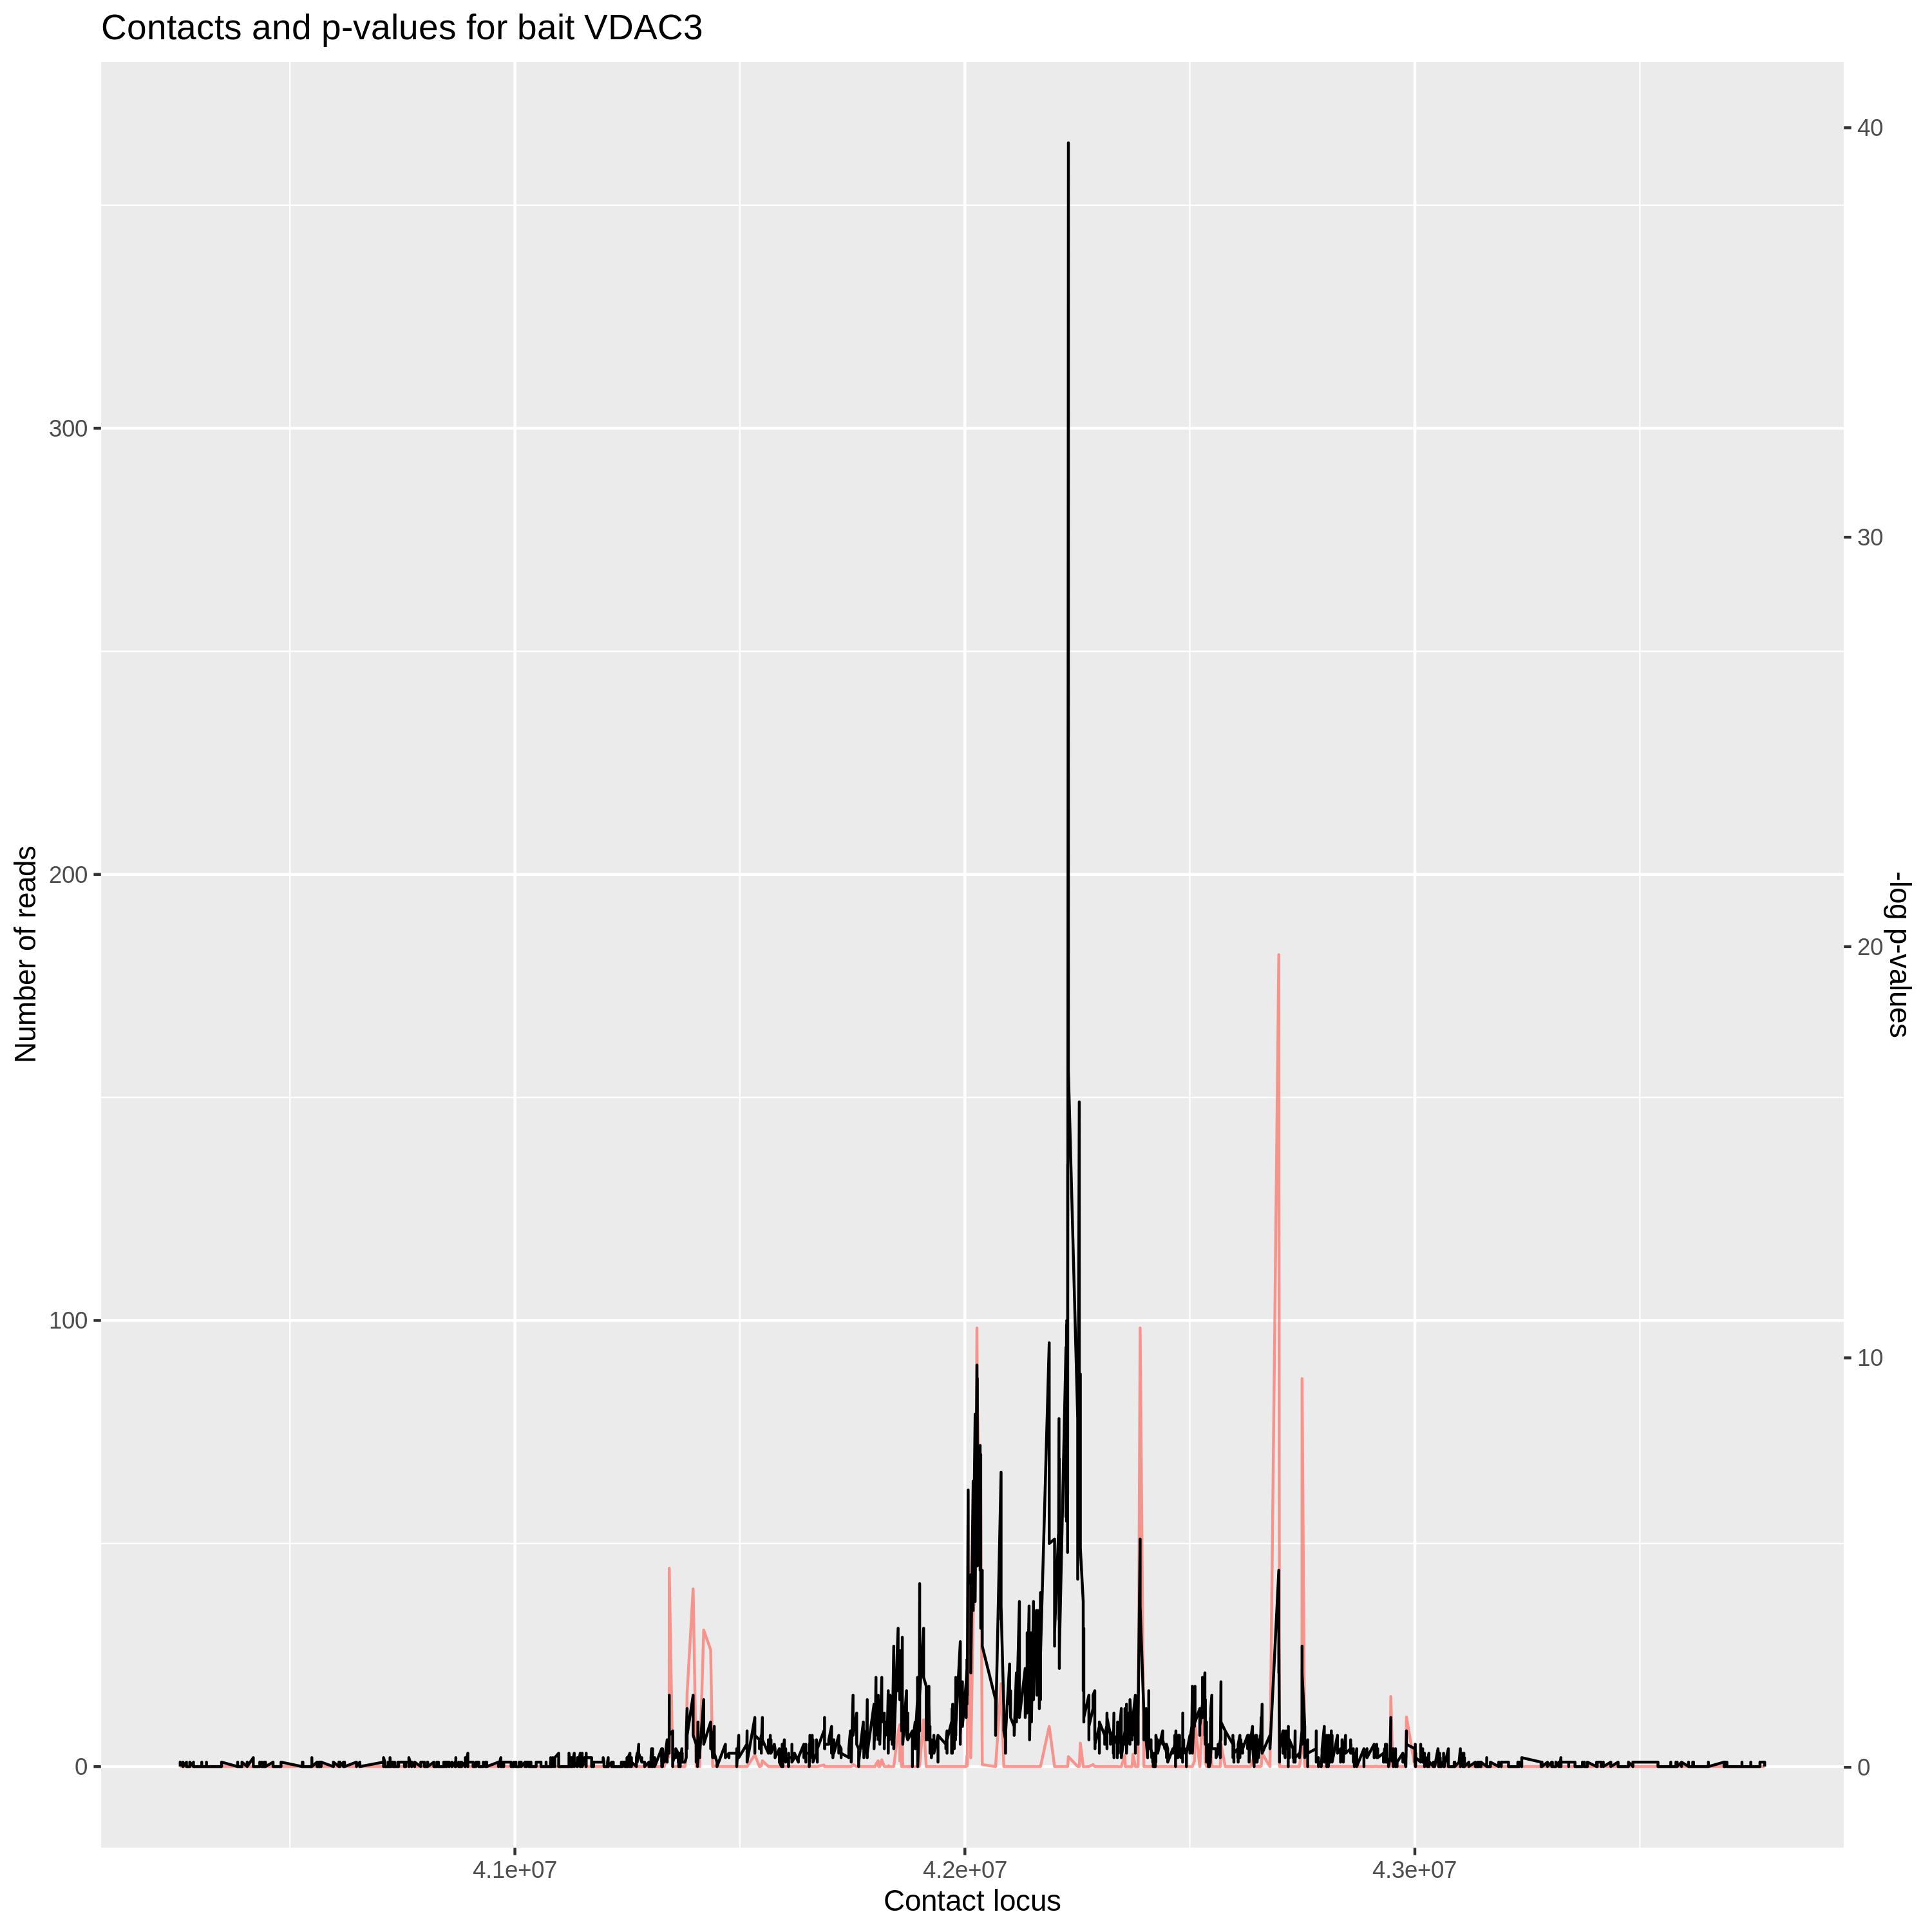 Contacts and p-values for bait VDAC3
Number of reads
300
200
100
0
40
30
20
10
0
-log p-values
4.1e+07
4.2e+07
4.3e+07
Contact locus